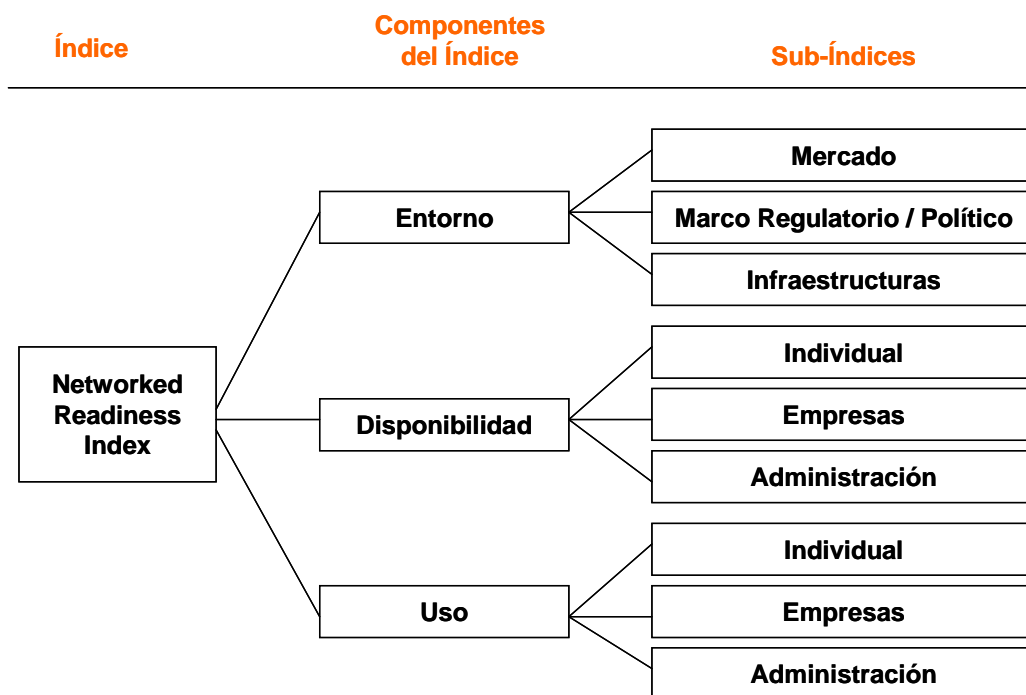 Índice
Componentes
del Índice
Sub-Índices
Mercado
Entorno
Marco Regulatorio / Político
Infraestructuras
Networked
Readiness
Index
Individual
Disponibilidad
Empresas
Administración
Individual
Uso
Empresas
Administración